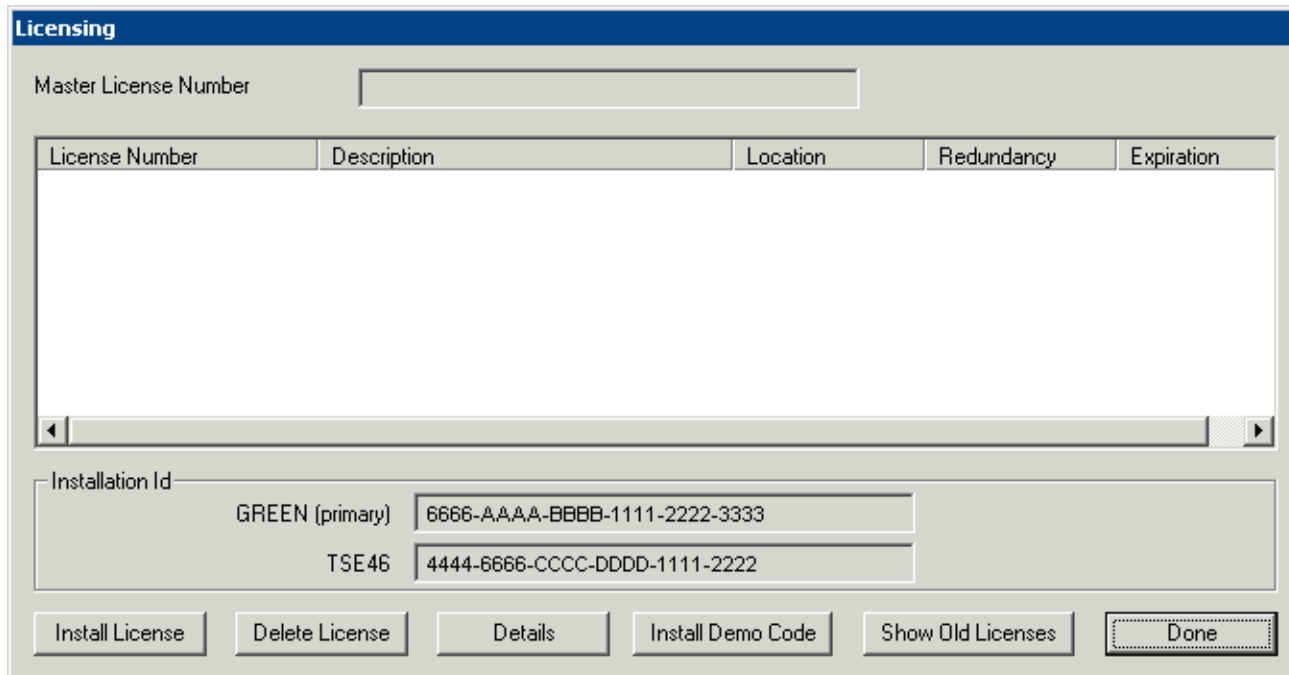 Licensing
Master License Number
License Number Description Location Redundancy Expiration
Installation Id
GREEN (primary) 6666-AAAA-BBBB-1111-2222-3333
TSE46 4444-6666-CCCC-DDDD-1111-2222
Install License Delete License Details Install Demo Code Show Old Licenses Done